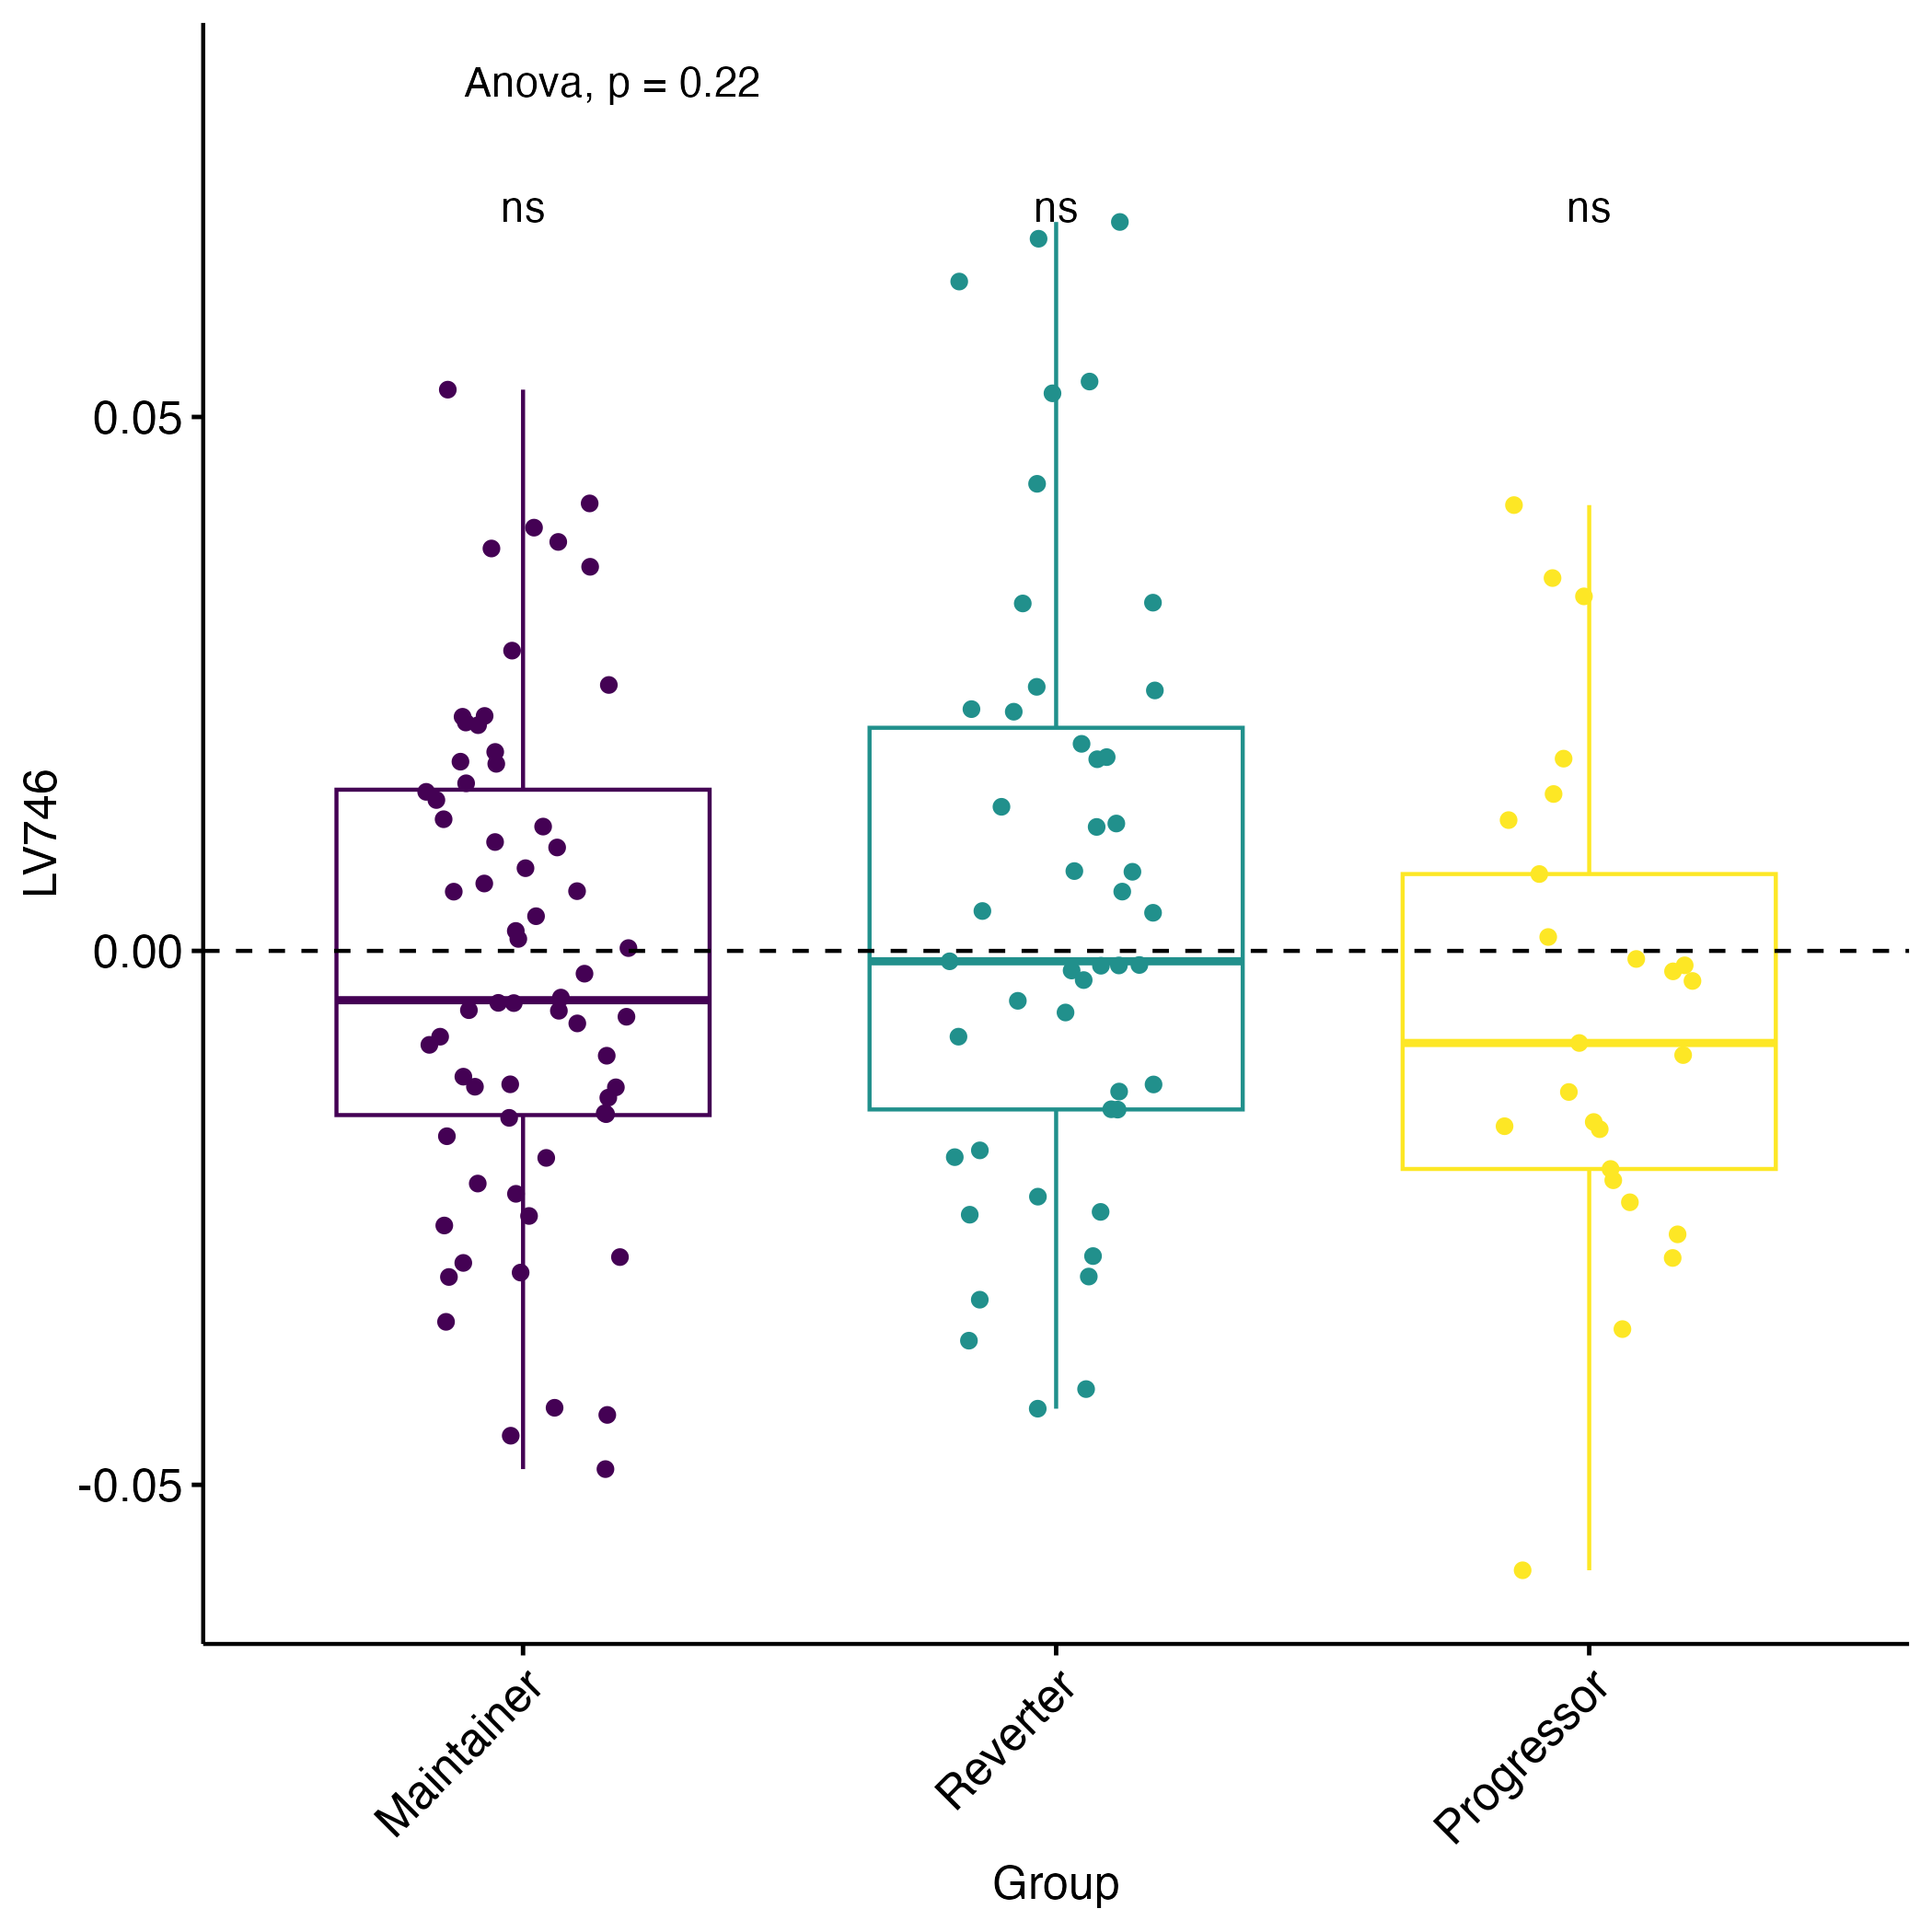 Anova, p = 0.22
ns ns ns
0.05
0.00
-0.05
LV746
Maintainer
Reverter
Progressor
Group